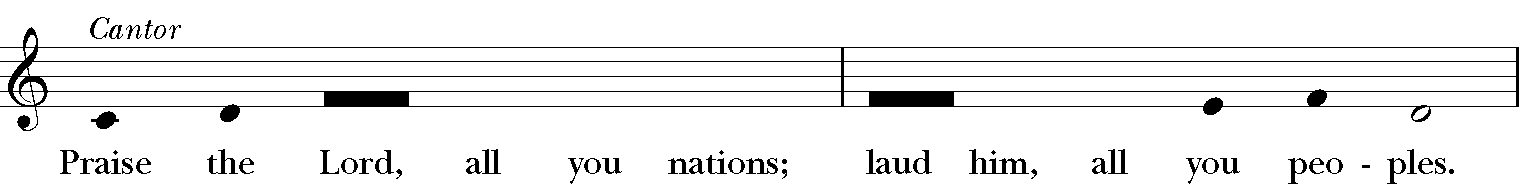 Cantor
Praise the Lord, all you nations; laud him, all you peo - ples.